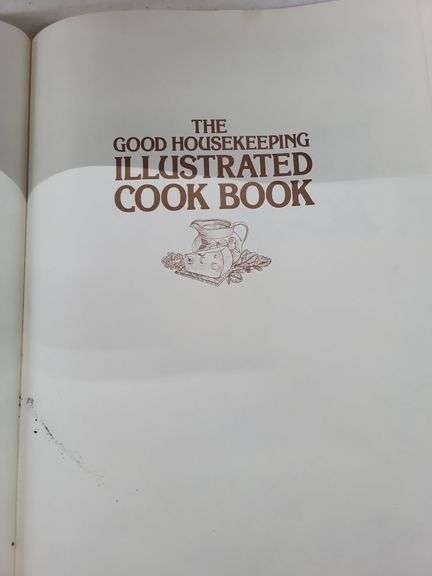 THE
GOOD HOUSEKEEPING
ILLUSTRATED
COOK BOOK